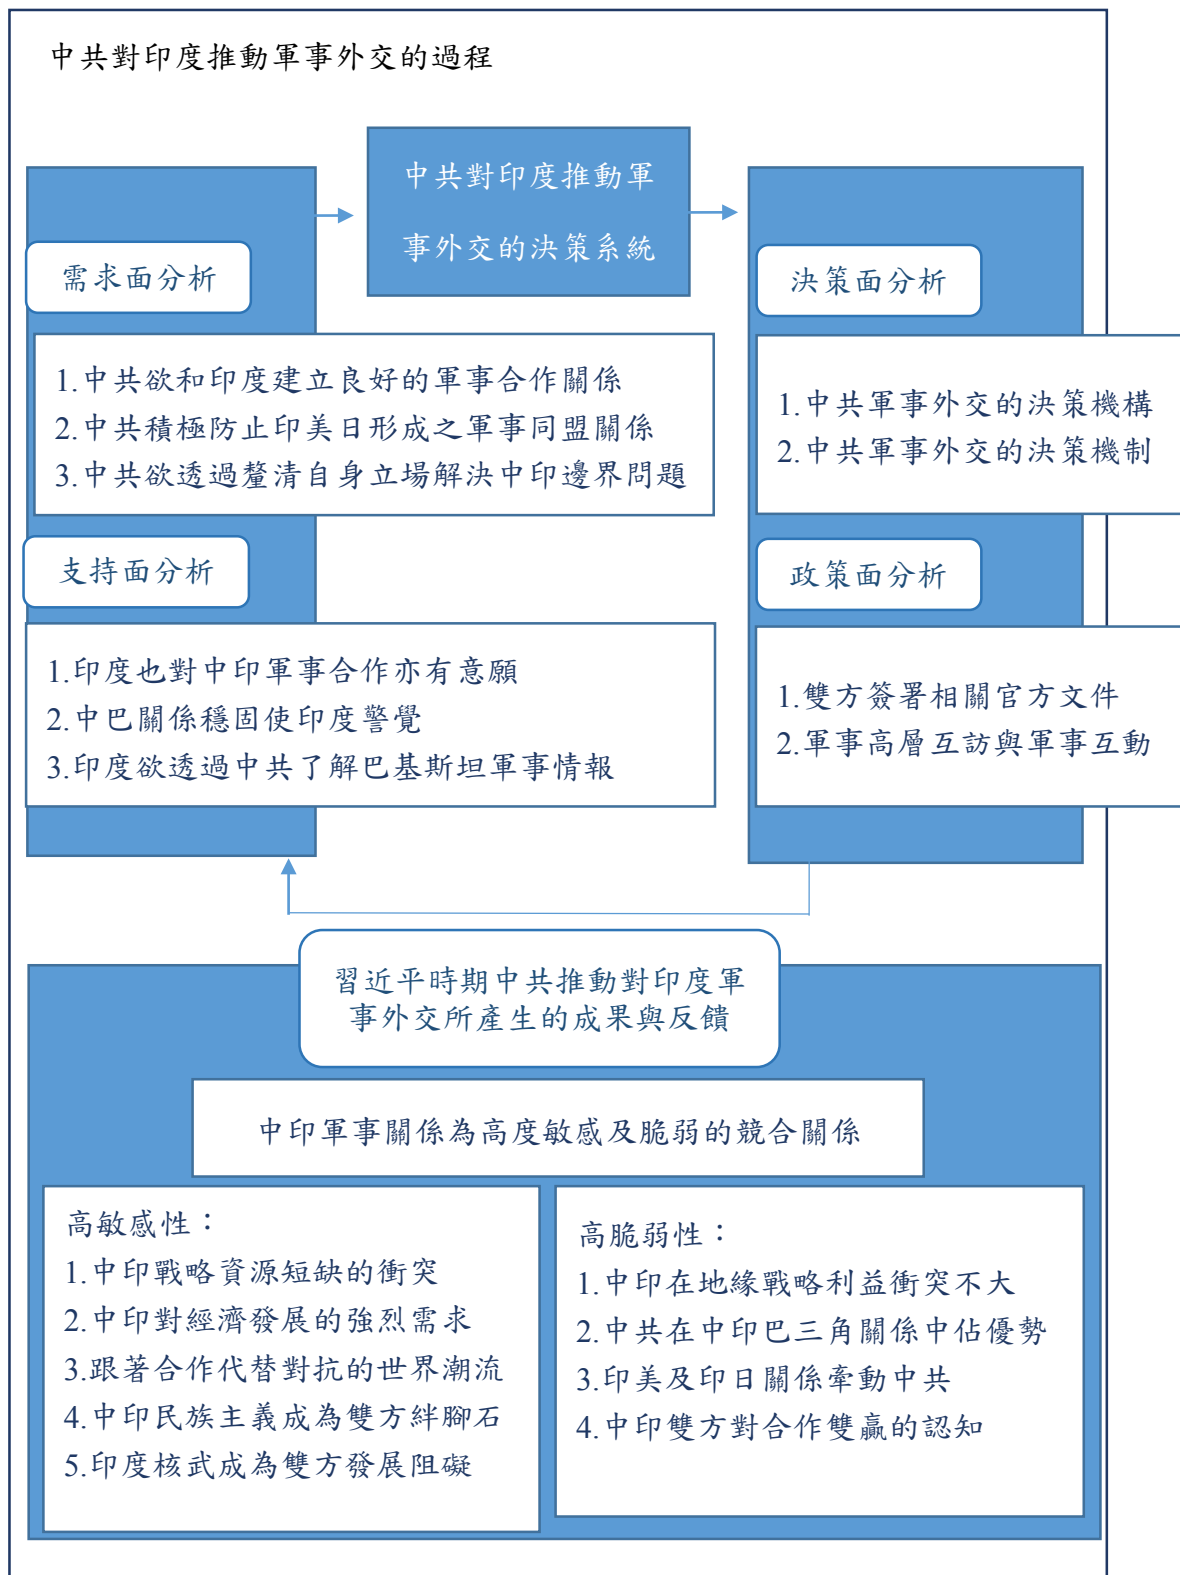 中共對印度推動軍事外交的過程
中共對印度推動軍
事外交的決策系統
需求面分析
1.中共欲和印度建立良好的軍事合作關係
2.中共積極防止印美日形成之軍事同盟關係
3.中共欲透過釐清自身立場解決中印邊界問題
支持面分析
1.印度也對中印軍事合作亦有意願
2.中巴關係穩固使印度警覺
3.印度欲透過中共了解巴基斯坦軍事情報
決策面分析
1.中共軍事外交的決策機構
2.中共軍事外交的決策機制
政策面分析
1.雙方簽署相關官方文件
2.軍事高層互訪與軍事互動
習近平時期中共推動對印度軍
事外交所產生的成果與反饋
中印軍事關係為高度敏感及脆弱的競合關係
高敏感性：
1.中印戰略資源短缺的衝突
2.中印對經濟發展的強烈需求
3.跟著合作代替對抗的世界潮流
4.中印民族主義成為雙方絆腳石
5.印度核武成為雙方發展阻礙
高脆弱性：
1.中印在地緣戰略利益衝突不大
2.中共在中印巴三角關係中佔優勢
3.印美及印日關係牽動中共
4.中印雙方對合作雙贏的認知